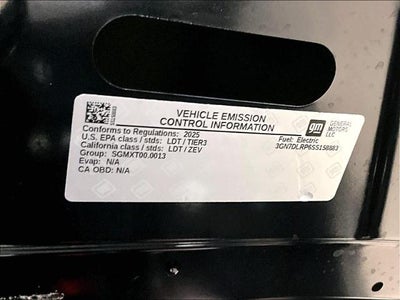 VEHICLE EMISSION
CONTROL INFORMATION
gm GENERAL MOTORS LLC
Conforms to Regulations: 2025
U.S. EPA class / stds: LDT / TIER3
California class / stds: LDT / ZEV
Group: SGMXT00.0013
Evap: N/A
CA OBD: N/A
Fuel: Electric
3GN7DLRP6SS158883